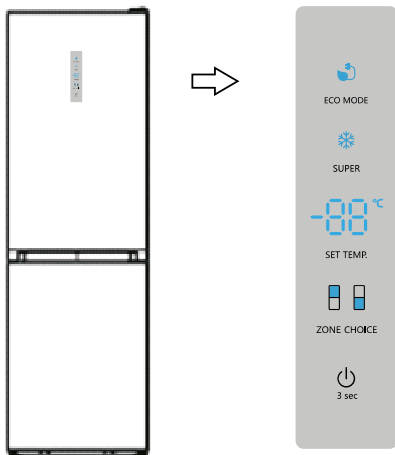 ECO MODE
SUPER
-88 °C
SET TEMP.
ZONE CHOICE
3 sec